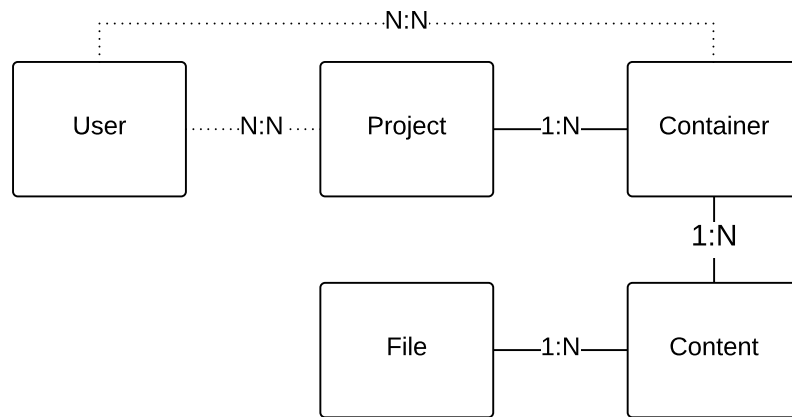 N:N
User
N:N
Project
1:N
Container
1:N
File
1:N
Content